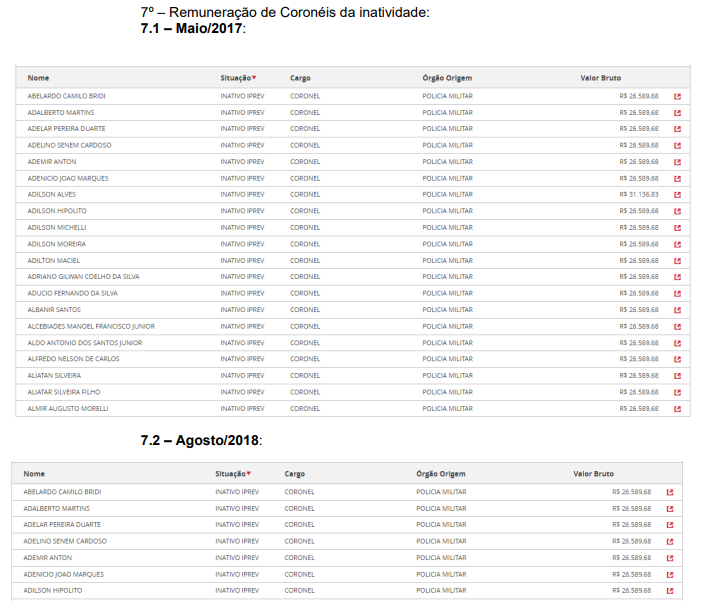 7º – Remuneração de Coronéis da inatividade:
7.1 – Maio/2017:
Nome Situação Cargo Órgão Origem Valor Bruto
ABELARDO CAMILO BRIDI INATIVO IPREV CORONEL POLICIA MILITAR R$ 26.589,68
ADALBERTO MARTINS INATIVO IPREV CORONEL POLICIA MILITAR R$ 26.589,68
ADELAR PEREIRA DUARTE INATIVO IPREV CORONEL POLICIA MILITAR R$ 26.589,68
ADELINO SENEM CARDOSO INATIVO IPREV CORONEL POLICIA MILITAR R$ 26.589,68
ADEMIR ANTON INATIVO IPREV CORONEL POLICIA MILITAR R$ 26.589,68
ADENICIO JOAO MARQUES INATIVO IPREV CORONEL POLICIA MILITAR R$ 26.589,68
ADILSON ALVES INATIVO IPREV CORONEL POLICIA MILITAR R$ 31.136,83
ADILSON HIPOLITO INATIVO IPREV CORONEL POLICIA MILITAR R$ 26.589,68
ADILSON MICHELLI INATIVO IPREV CORONEL POLICIA MILITAR R$ 26.589,68
ADILSON MOREIRA INATIVO IPREV CORONEL POLICIA MILITAR R$ 26.589,68
ADILTON MACIEL INATIVO IPREV CORONEL POLICIA MILITAR R$ 26.589,68
ADRIANO GILWAN COELHO DA SILVA INATIVO IPREV CORONEL POLICIA MILITAR R$ 26.589,68
ADUCIO FERNANDO DA SILVA INATIVO IPREV CORONEL POLICIA MILITAR R$ 26.589,68
ALBANIR SANTOS INATIVO IPREV CORONEL POLICIA MILITAR R$ 26.589,68
ALCEBIADES MANOEL FRANCISCO JUNIOR INATIVO IPREV CORONEL POLICIA MILITAR R$ 26.589,68
ALDO ANTONIO DOS SANTOS JUNIOR INATIVO IPREV CORONEL POLICIA MILITAR R$ 26.589,68
ALFREDO NELSON DE CARLOS INATIVO IPREV CORONEL POLICIA MILITAR R$ 26.589,68
ALIATAN SILVEIRA INATIVO IPREV CORONEL POLICIA MILITAR R$ 26.589,68
ALIATAR SILVEIRA FILHO INATIVO IPREV CORONEL POLICIA MILITAR R$ 26.589,68
ALMIR AUGUSTO MORELLI INATIVO IPREV CORONEL POLICIA MILITAR R$ 26.589,68
7.2 – Agosto/2018:
Nome Situação Cargo Órgão Origem Valor Bruto
ABELARDO CAMILO BRIDI INATIVO IPREV CORONEL POLICIA MILITAR R$ 26.589,68
ADALBERTO MARTINS INATIVO IPREV CORONEL POLICIA MILITAR R$ 26.589,68
ADELAR PEREIRA DUARTE INATIVO IPREV CORONEL POLICIA MILITAR R$ 26.589,68
ADELINO SENEM CARDOSO INATIVO IPREV CORONEL POLICIA MILITAR R$ 26.589,68
ADEMIR ANTON INATIVO IPREV CORONEL POLICIA MILITAR R$ 26.589,68
ADENICIO JOAO MARQUES INATIVO IPREV CORONEL POLICIA MILITAR R$ 26.589,68
ADILSON HIPOLITO INATIVO IPREV CORONEL POLICIA MILITAR R$ 26.589,68